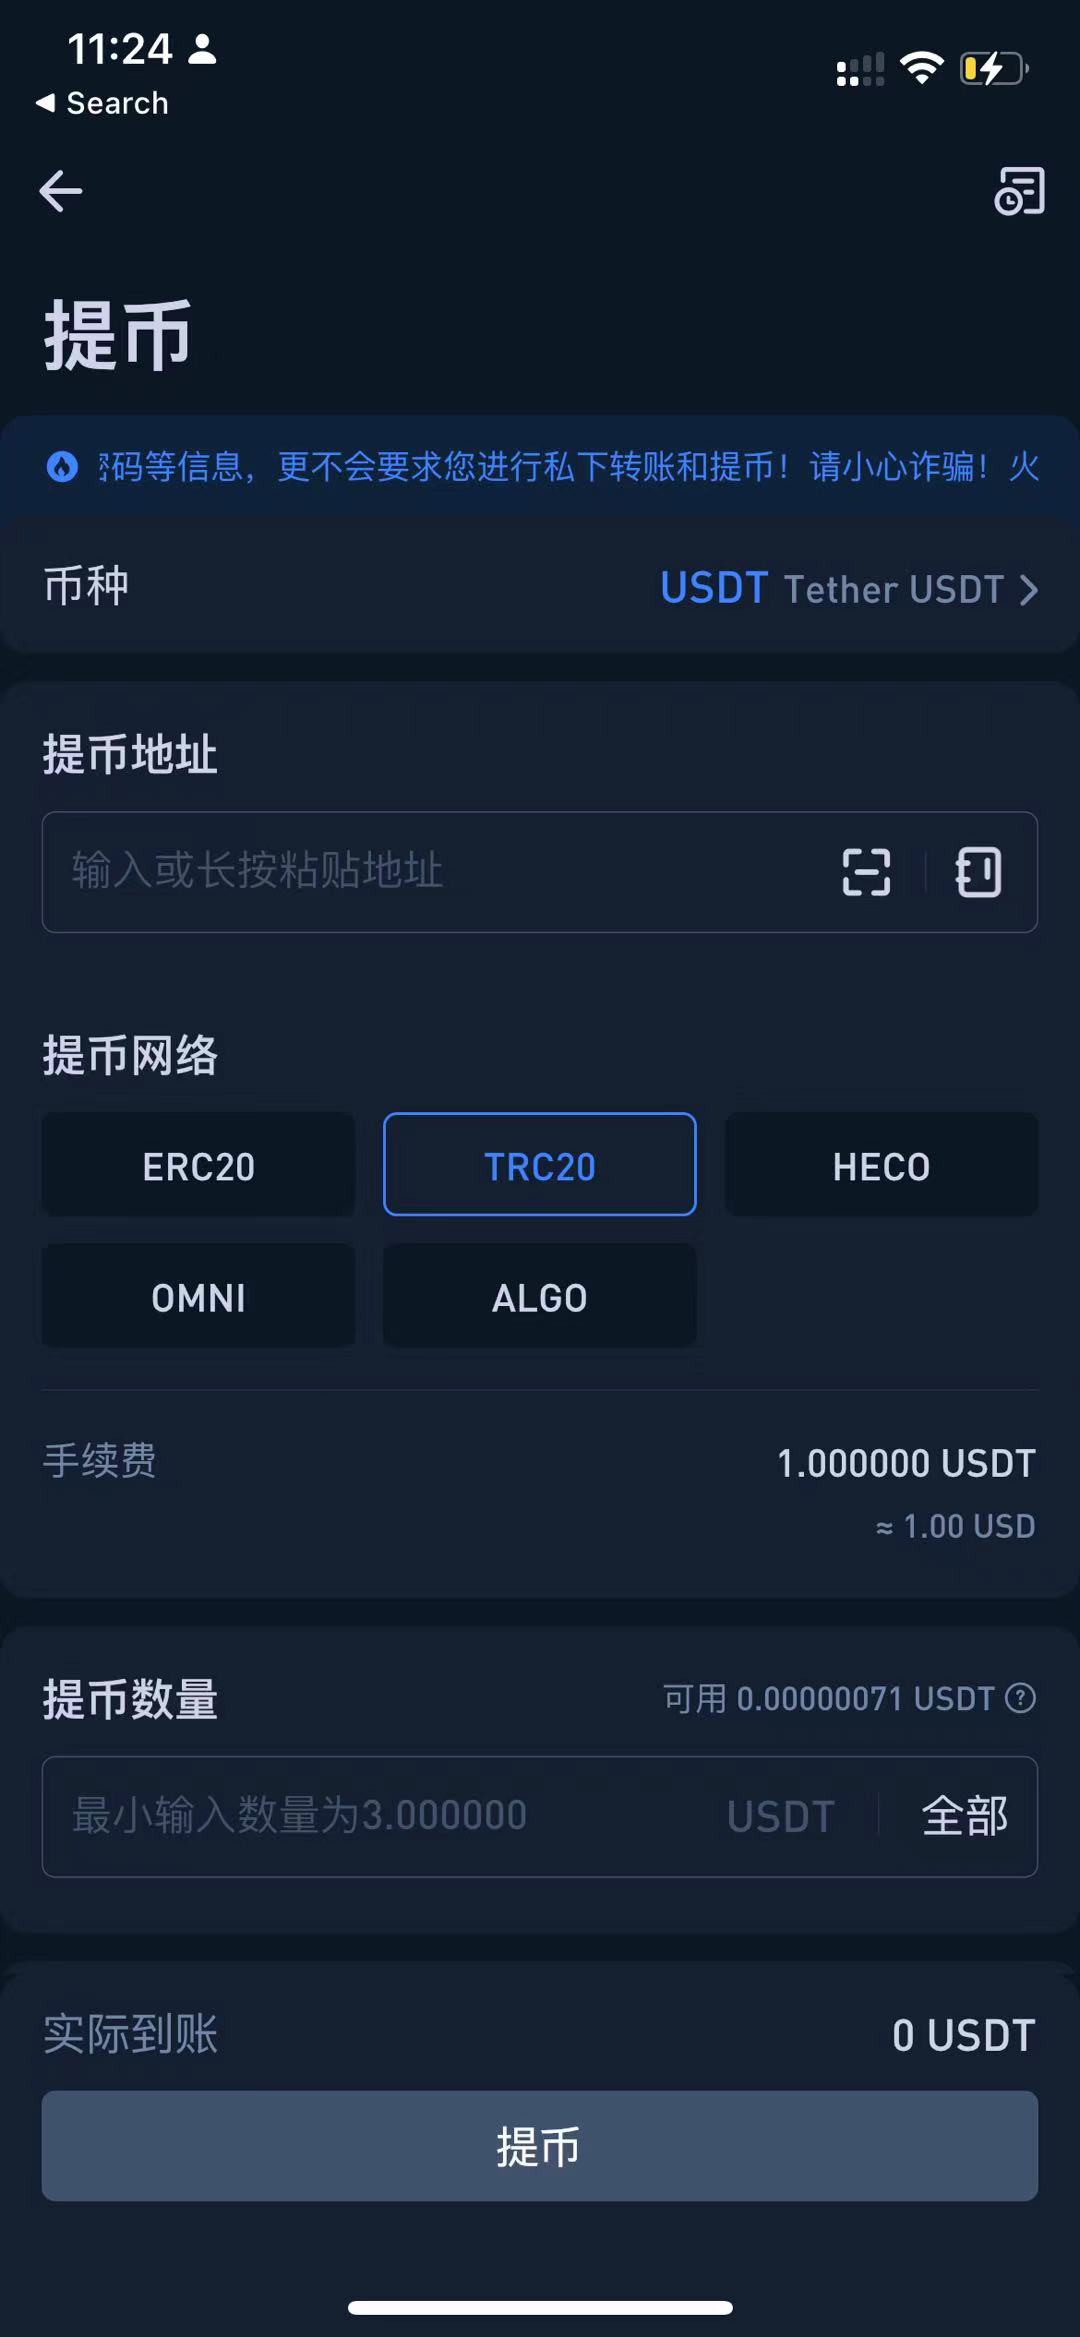 11:24
Search
提币
密码等信息，更不会要求您进行私下转账和提币！请小心诈骗！火
币种 USDT Tether USDT
提币地址
输入或长按粘贴地址
提币网络
ERC20 TRC20 HECO
OMNI ALGO
手续费 1.000000 USDT
≈ 1.00 USD
提币数量 可用 0.00000071 USDT
最小输入数量为3.000000 USDT 全部
实际到账 0 USDT
提币